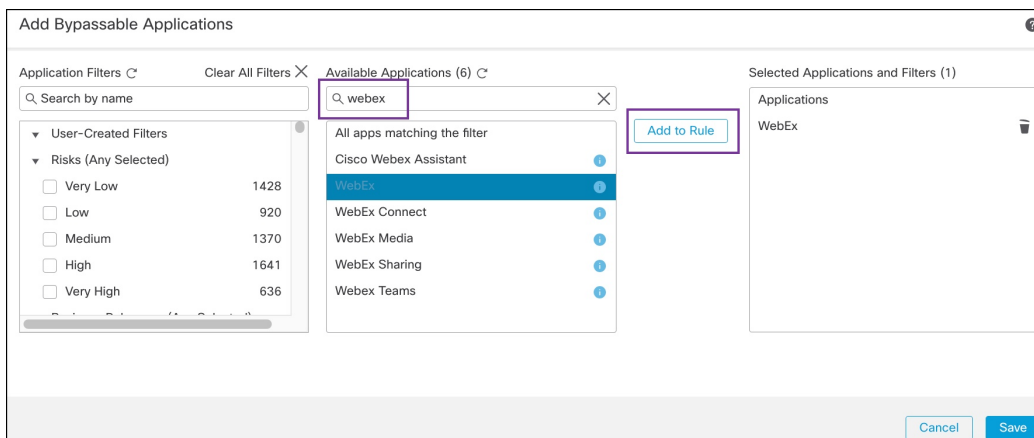 Add Bypassable Applications
Application Filters
Clear All Filters
Search by name
User-Created Filters
Risks (Any Selected)
Very Low 1428
Low 920
Medium 1370
High 1641
Very High 636
Available Applications (6)
webex
All apps matching the filter
Cisco Webex Assistant
WebEx
WebEx Connect
WebEx Media
WebEx Sharing
Webex Teams
Add to Rule
Selected Applications and Filters (1)
Applications
WebEx
Cancel
Save